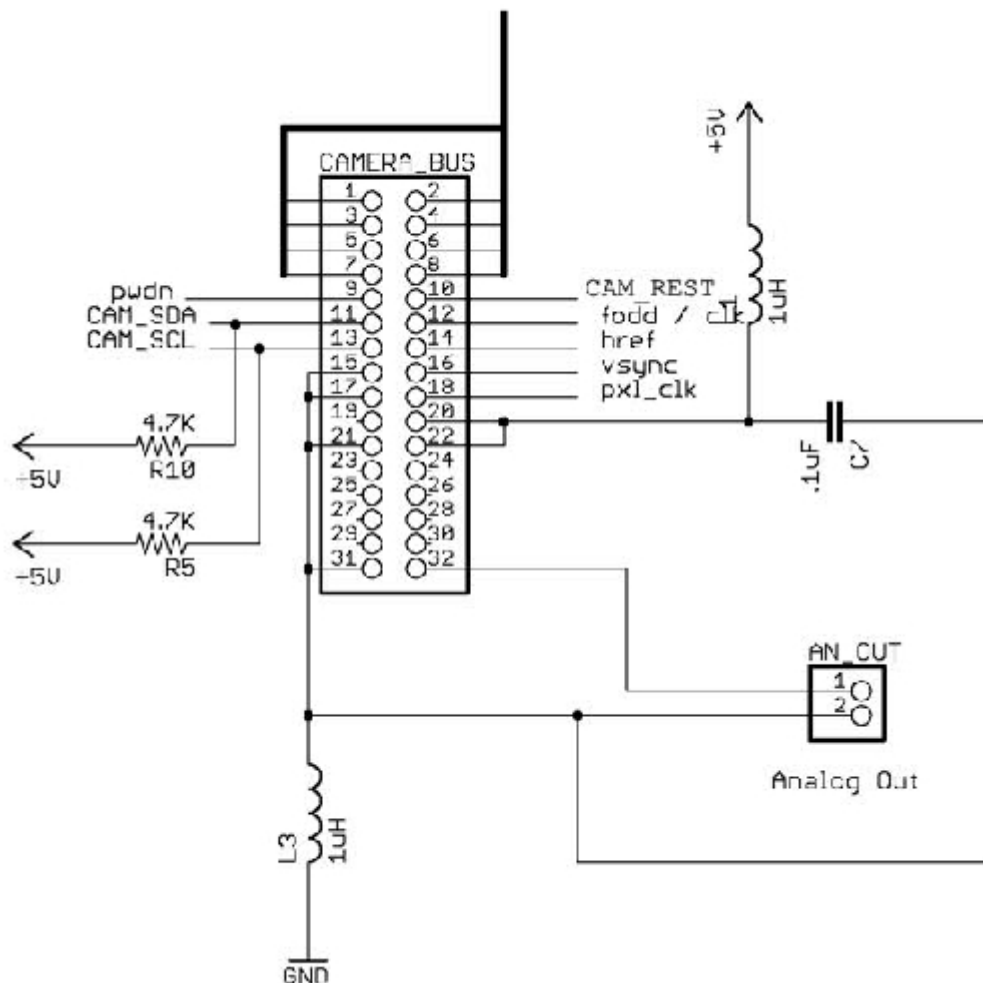 +5V
CAMERA_BUS
1 2
3 4
5 6
7 8
pwdn 9 10 CAM_REST
CAM_SDA 11 12 fodd / clk
1uH
CAM_SCL 13 14 href
15 16 vsync
17 18 pxl_clk
19 20
4.7K 21 22
R10 23 24
+5V
.1uF
C7
25 26
4.7K 27 28
29 30
R5 31 32
+5V
AN_OUT
1
2
Analog Out
L3
1uH
GND